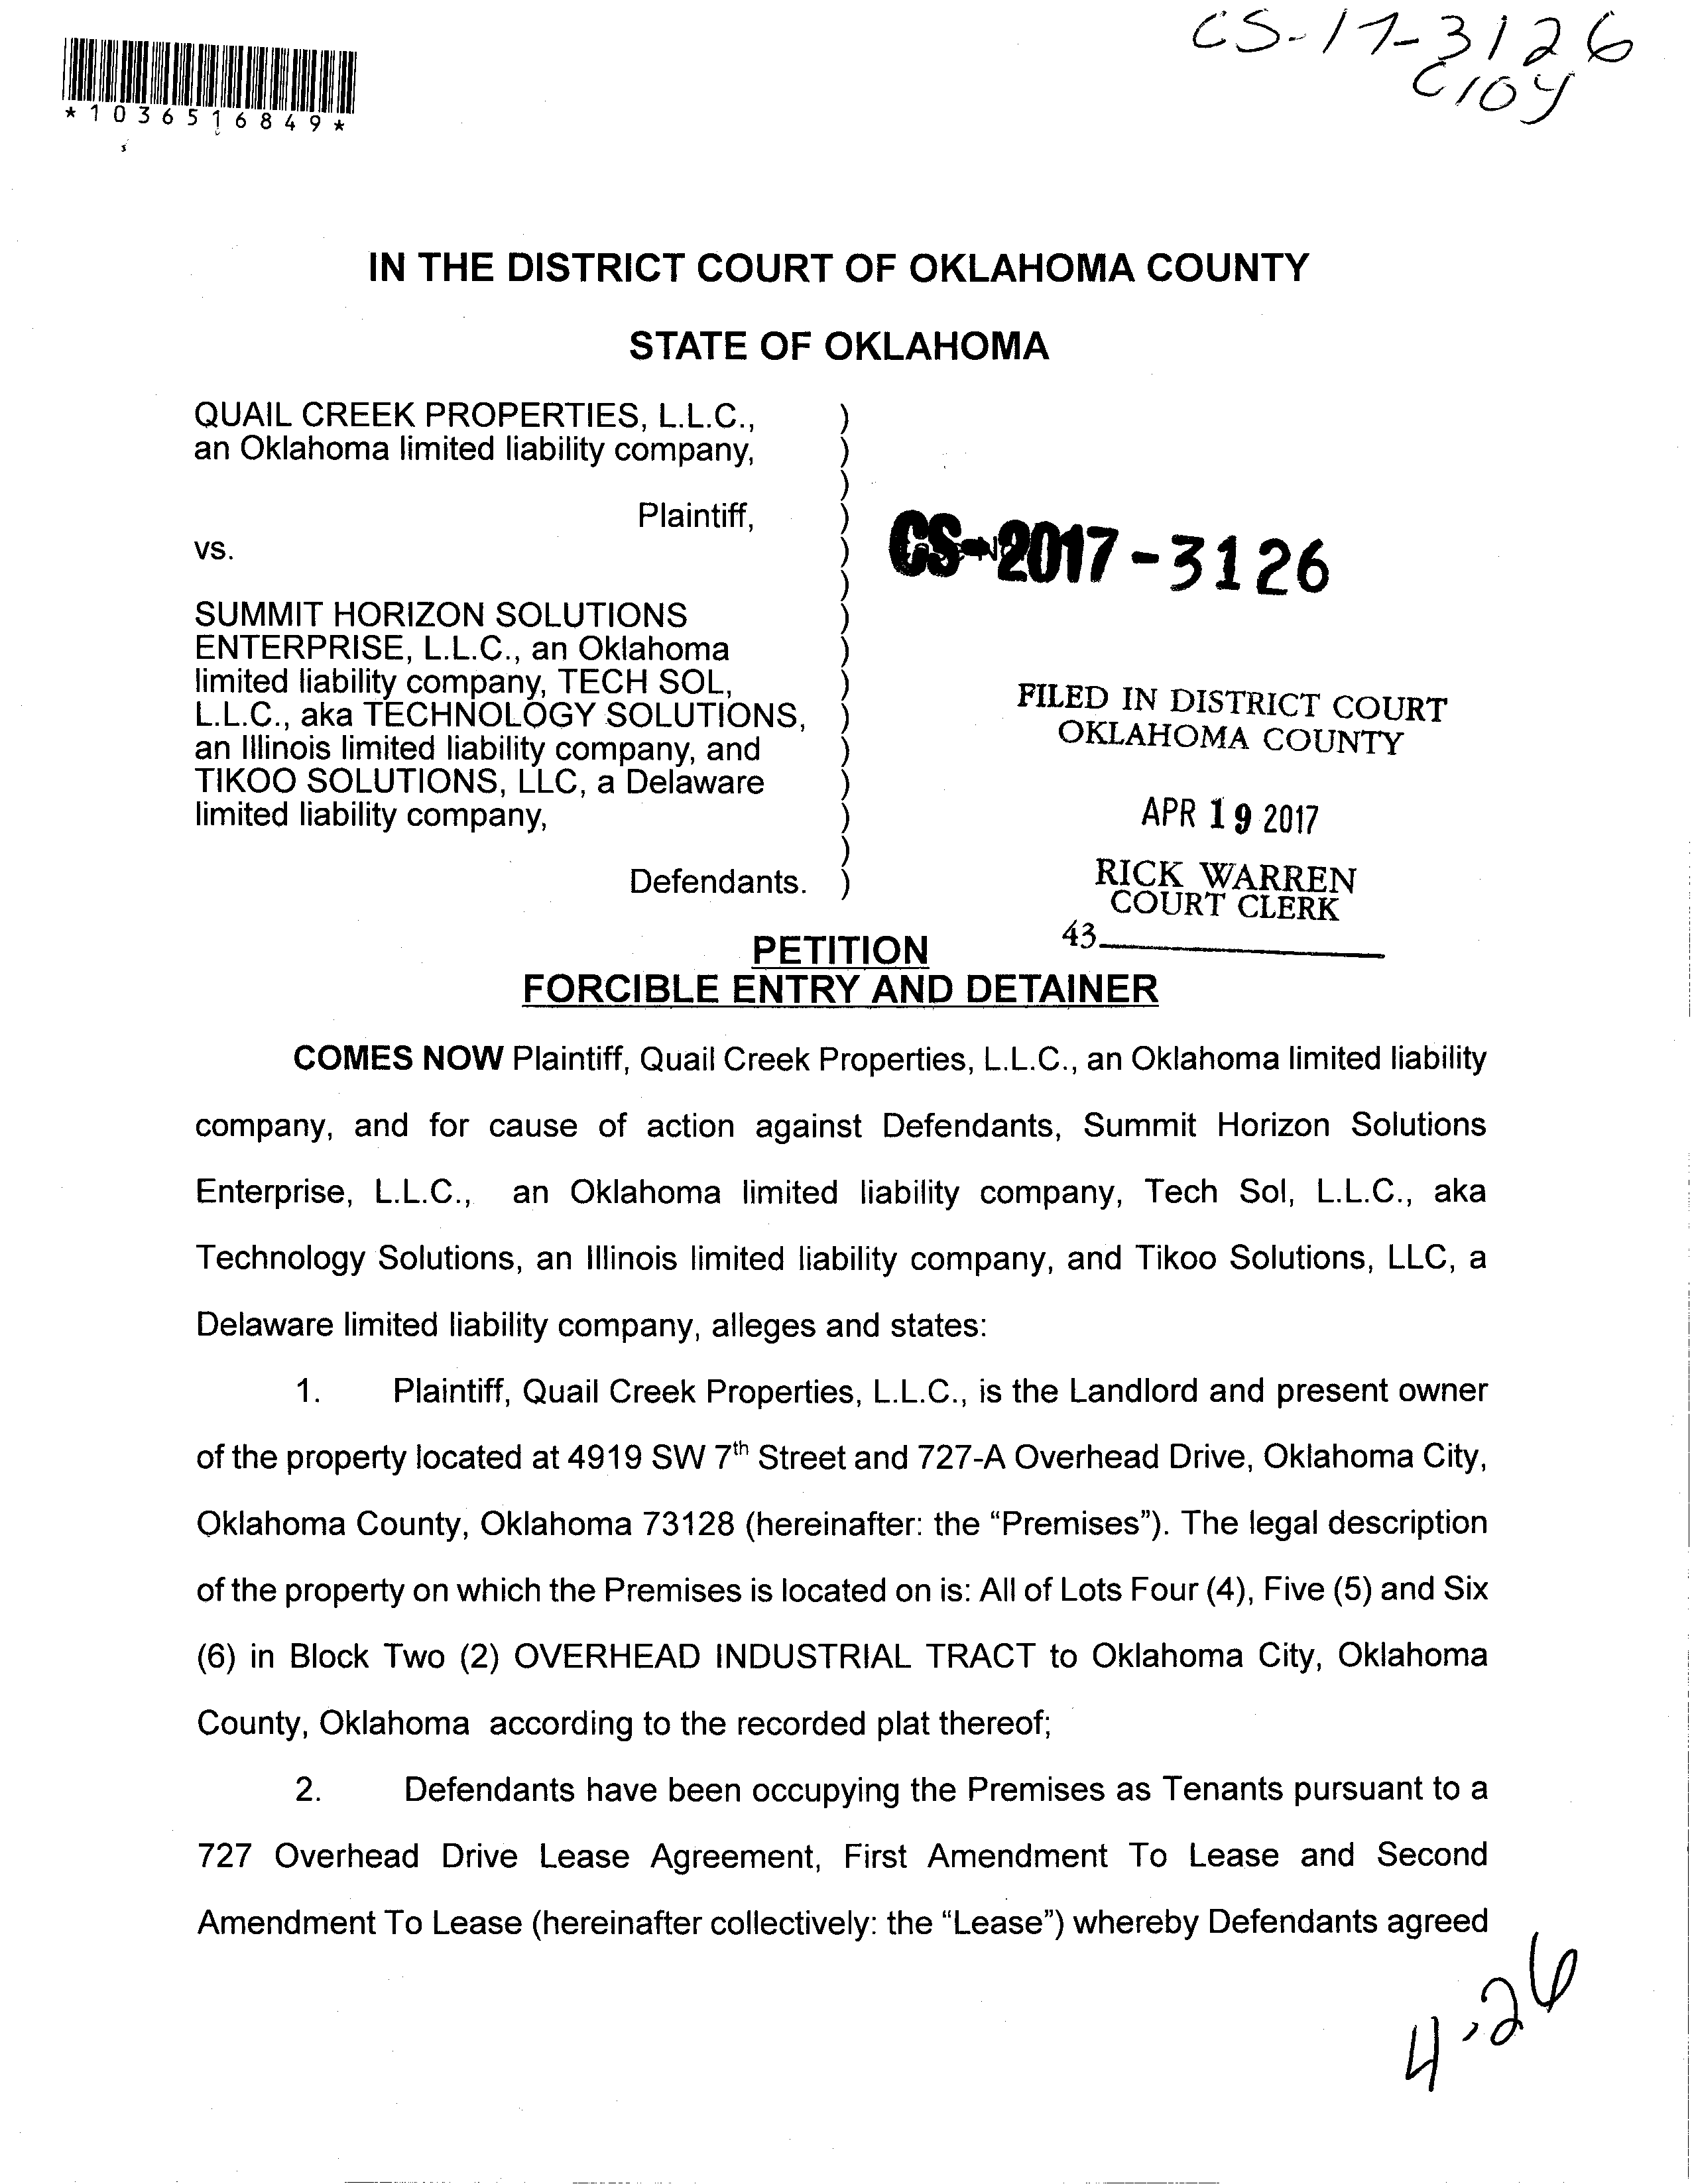 CS-17-3126
C104
*1036516849*
IN THE DISTRICT COURT OF OKLAHOMA COUNTY
STATE OF OKLAHOMA
QUAIL CREEK PROPERTIES, L.L.C., )
an Oklahoma limited liability company, )
)
Plaintiff, )
vs. )
)
CS-2017-3126
SUMMIT HORIZON SOLUTIONS )
ENTERPRISE, L.L.C., an Oklahoma )
limited liability company, TECH SOL, )
L.L.C., aka TECHNOLOGY SOLUTIONS, )
an Illinois limited liability company, and )
TIKOO SOLUTIONS, LLC, a Delaware )
limited liability company, )
)
Defendants. )
FILED IN DISTRICT COURT
OKLAHOMA COUNTY
APR 19 2017
RICK WARREN
COURT CLERK
43
PETITION
FORCIBLE ENTRY AND DETAINER
COMES NOW Plaintiff, Quail Creek Properties, L.L.C., an Oklahoma limited liability
company, and for cause of action against Defendants, Summit Horizon Solutions
Enterprise, L.L.C., an Oklahoma limited liability company, Tech Sol, L.L.C., aka
Technology Solutions, an Illinois limited liability company, and Tikoo Solutions, LLC, a
Delaware limited liability company, alleges and states:
1. Plaintiff, Quail Creek Properties, L.L.C., is the Landlord and present owner
of the property located at 4919 SW 7th Street and 727-A Overhead Drive, Oklahoma City,
Oklahoma County, Oklahoma 73128 (hereinafter: the “Premises”). The legal description
of the property on which the Premises is located on is: All of Lots Four (4), Five (5) and Six
(6) in Block Two (2) OVERHEAD INDUSTRIAL TRACT to Oklahoma City, Oklahoma
County, Oklahoma according to the recorded plat thereof;
2. Defendants have been occupying the Premises as Tenants pursuant to a
727 Overhead Drive Lease Agreement, First Amendment To Lease and Second
Amendment To Lease (hereinafter collectively: the “Lease”) whereby Defendants agreed
4.26